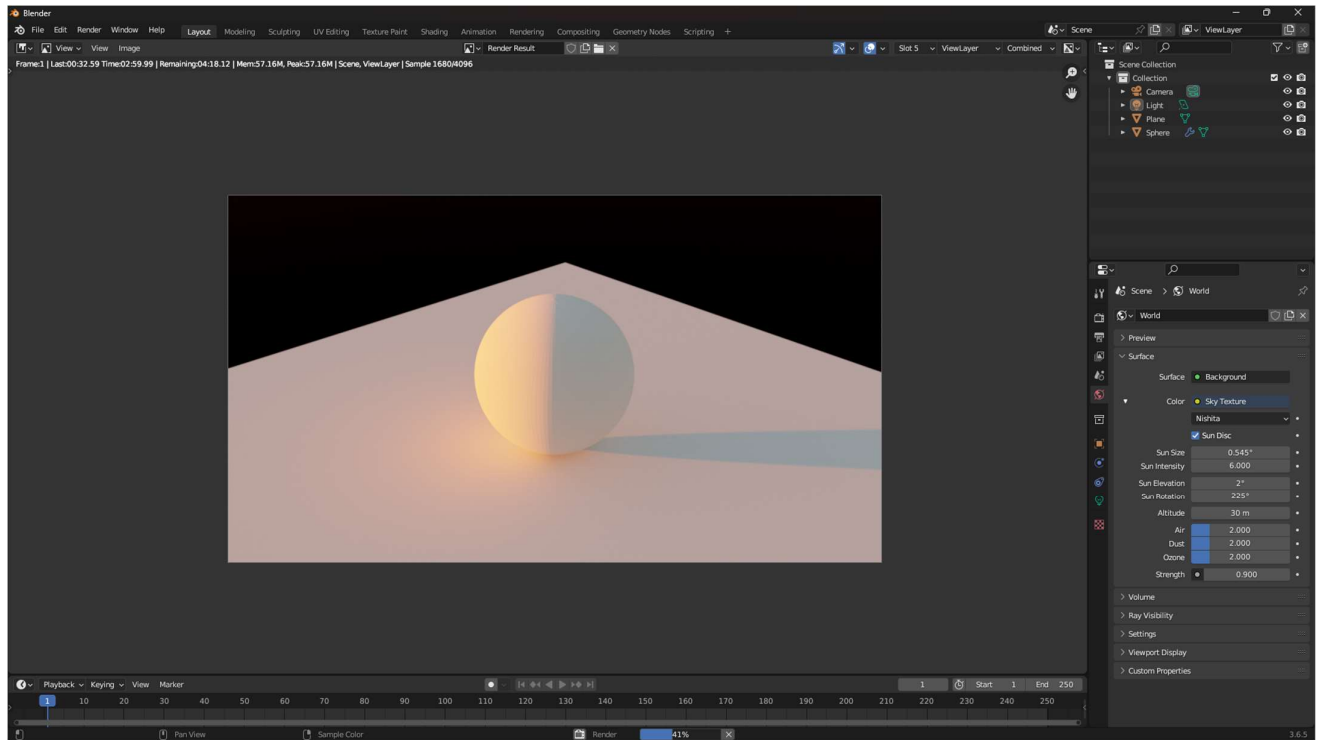 Blender
File Edit Render Window Help Layout Modeling Sculpting UV Editing Texture Paint Shading Animation Rendering Compositing Geometry Nodes Scripting + Scene ViewLayer
View View Image Render Result Slot 5 ViewLayer Combined
Frame:1 | Last:00:32.59 Time:02:59.99 | Remaining:04:18.12 | Mem:57.16M, Peak:57.16M | Scene, ViewLayer | Sample 1680/4096
Scene Collection
Collection
Camera
Light
Plane
Sphere
Scene > World
World
Preview
Surface
Surface Background
Color Sky Texture
Nishita
Sun Disc
Sun Size 0.545°
Sun Intensity 6.000
Sun Elevation 2°
Sun Rotation 225°
Altitude 30 m
Air 2.000
Dust 2.000
Ozone 2.000
Strength 0.900
Volume
Ray Visibility
Settings
Viewport Display
Custom Properties
Playback Keying View Marker 1 Start 1 End 250
1 10 20 30 40 50 60 70 80 90 100 110 120 130 140 150 160 170 180 190 200 210 220 230 240 250
Pan View Sample Color Render 41% 3.6.5